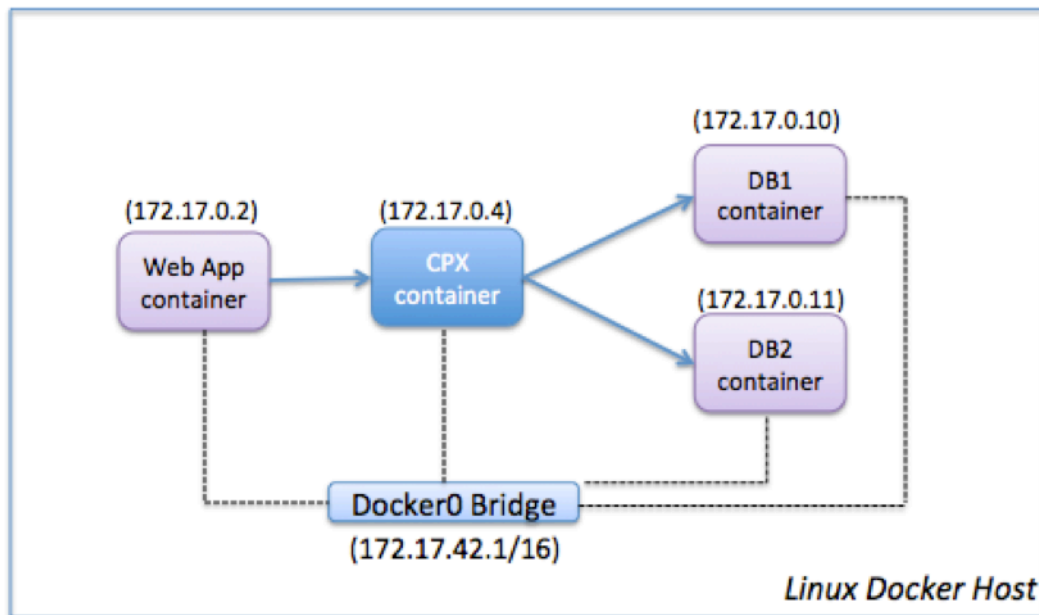 (172.17.0.10)
DB1
container
(172.17.0.2)
(172.17.0.4)
Web App
container
CPX
container
(172.17.0.11)
DB2
container
Docker0 Bridge
(172.17.42.1/16)
Linux Docker Host